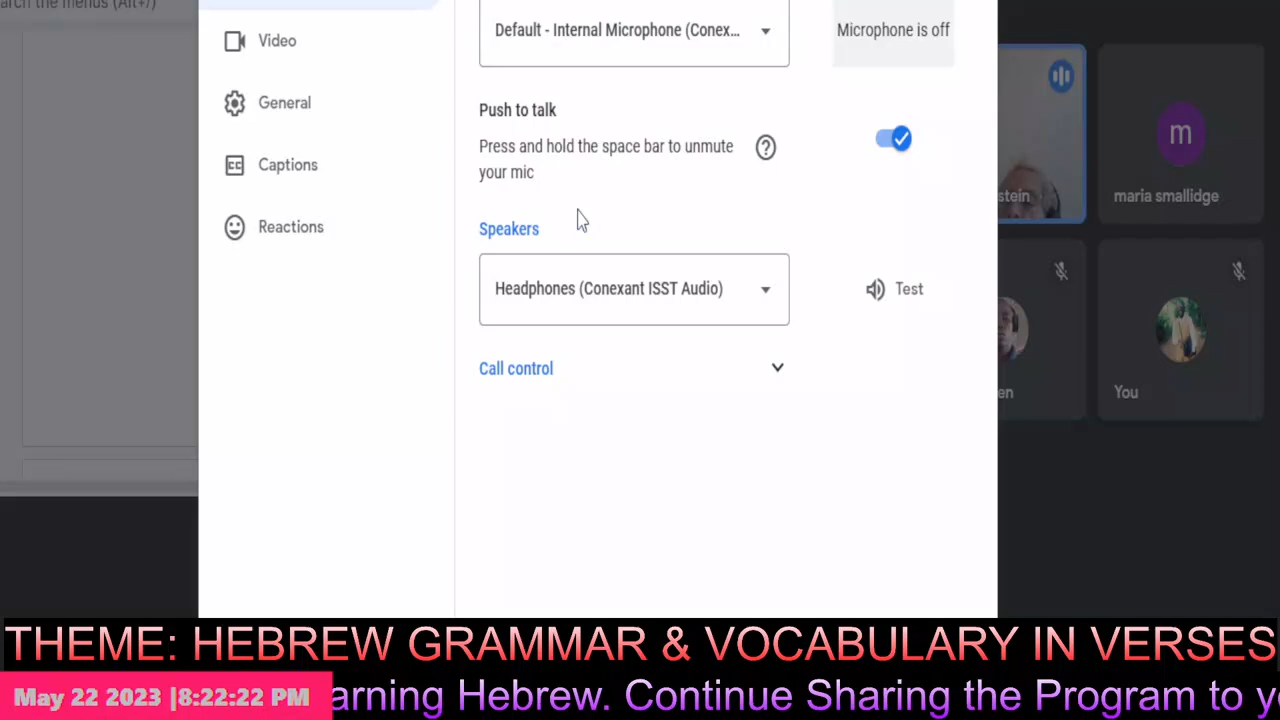 arch the menus (Alt+/)
Default - Internal Microphone (Conex...
Microphone is off
Video
General
Captions
Reactions
Push to talk
Press and hold the space bar to unmute
your mic
Speakers
Headphones (Conexant ISST Audio)
Test
Call control
stein
maria smallidge
m
en
You
THEME: HEBREW GRAMMAR & VOCABULARY IN VERSES
May 22 2023 |8:22:22 PM
arning Hebrew. Continue Sharing the Program to y